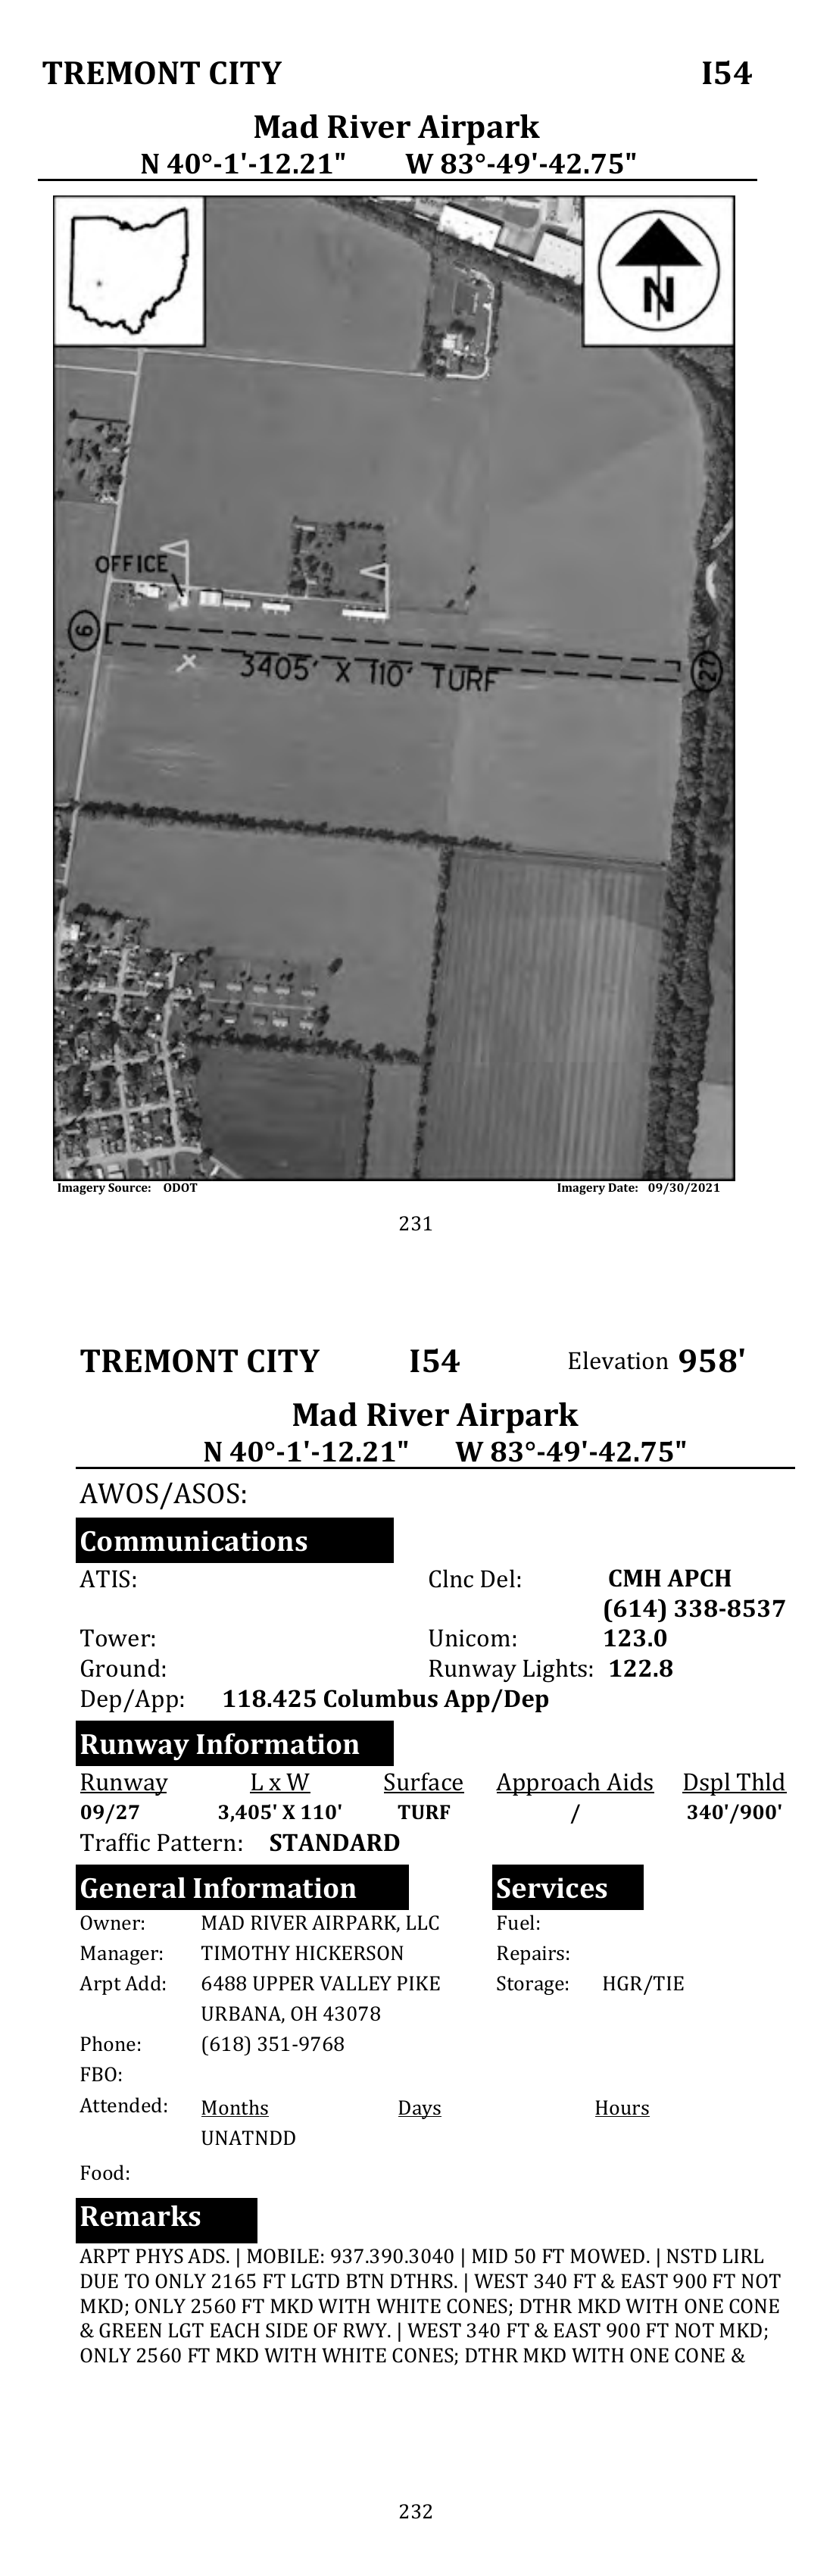 TREMONT CITY I54
Mad River Airpark
N 40°-1'-12.21" W 83°-49'-42.75"
N
OFFICE
9
27
3405' X 110' TURF
Imagery Source: ODOT Imagery Date: 09/30/2021
231
TREMONT CITY I54 Elevation 958'
Mad River Airpark
N 40°-1'-12.21" W 83°-49'-42.75"
AWOS/ASOS:
Communications
ATIS: Clnc Del: CMH APCH
(614) 338-8537
Tower: Unicom: 123.0
Ground: Runway Lights: 122.8
Dep/App: 118.425 Columbus App/Dep
Runway Information
Runway L x W Surface Approach Aids Dspl Thld
09/27 3,405' X 110' TURF / 340'/900'
Traffic Pattern: STANDARD
General Information Services
Owner: MAD RIVER AIRPARK, LLC Fuel:
Manager: TIMOTHY HICKERSON Repairs:
Arpt Add: 6488 UPPER VALLEY PIKE Storage: HGR/TIE
URBANA, OH 43078
Phone: (618) 351-9768
FBO:
Attended: Months Days Hours
UNATNDD
Food:
Remarks
ARPT PHYS ADS. | MOBILE: 937.390.3040 | MID 50 FT MOWED. | NSTD LIRL
DUE TO ONLY 2165 FT LGTD BTN DTHRS. | WEST 340 FT & EAST 900 FT NOT
MKD; ONLY 2560 FT MKD WITH WHITE CONES; DTHR MKD WITH ONE CONE
& GREEN LGT EACH SIDE OF RWY. | WEST 340 FT & EAST 900 FT NOT MKD;
ONLY 2560 FT MKD WITH WHITE CONES; DTHR MKD WITH ONE CONE &
232